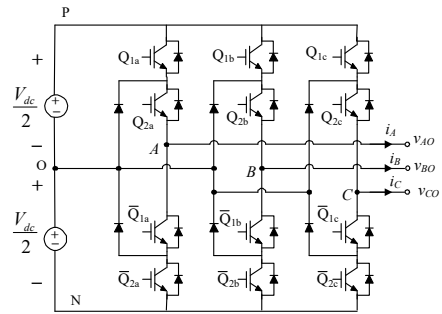 P
+
Q1a
Q1b
Q1c
Vdc
2
+
−
Q2a
Q2b
Q2c
−
A
iA
vAO
O
B
iB
vBO
+
C
iC
vCO
Vdc
2
+
−
Q̅1a
Q̅1b
Q̅1c
−
Q̅2a
Q̅2b
Q̅2c
N